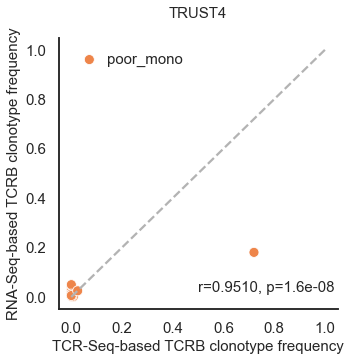 TRUST4
RNA-Seq-based TCRB clonotype frequency
1.0
0.8
0.6
0.4
0.2
0.0
poor_mono
r=0.9510, p=1.6e-08
0.0 0.2 0.4 0.6 0.8 1.0
TCR-Seq-based TCRB clonotype frequency